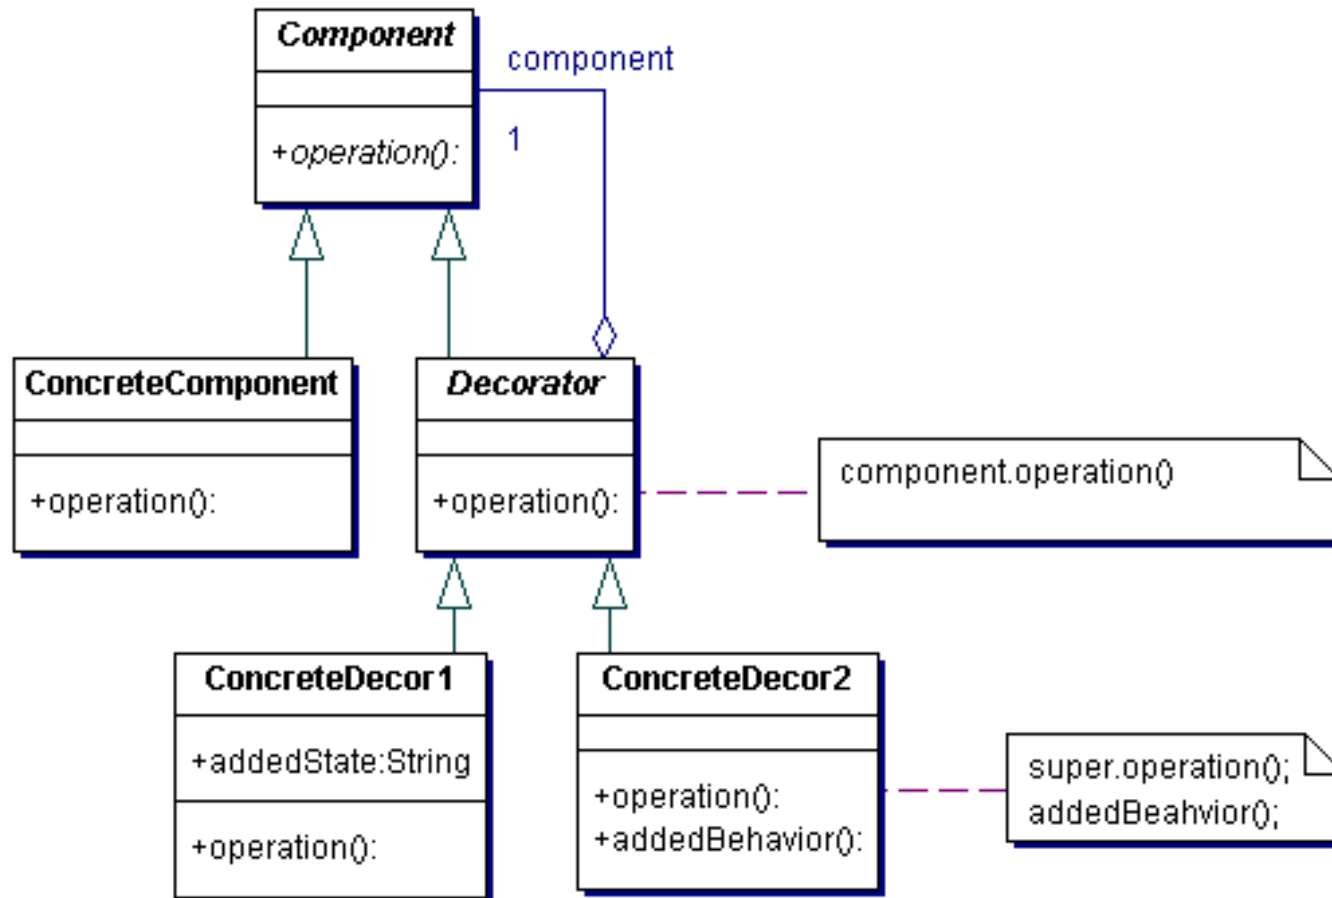 Component
component
1
+operation():
ConcreteComponent
+operation():
Decorator
+operation():
component.operation()
ConcreteDecor1
+addedState:String
+operation():
ConcreteDecor2
+operation():
+addedBehavior():
super.operation();
addedBeahvior();